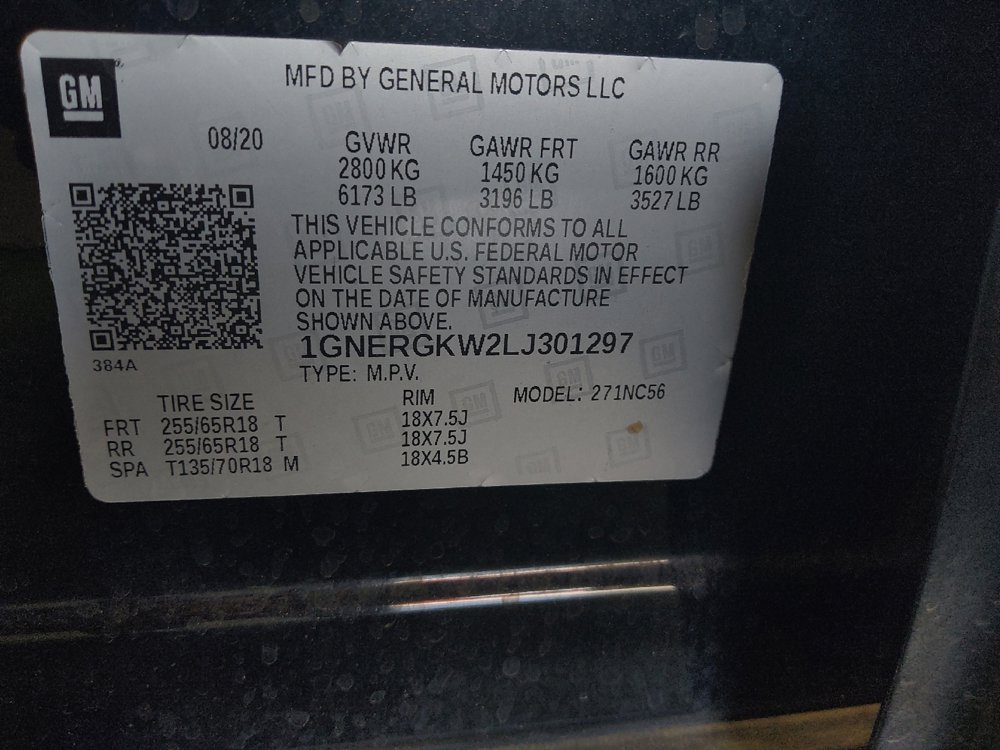 GM
MFD BY GENERAL MOTORS LLC
08/20 GVWR GAWR FRT GAWR RR
2800 KG 1450 KG 1600 KG
6173 LB 3196 LB 3527 LB
THIS VEHICLE CONFORMS TO ALL
APPLICABLE U.S. FEDERAL MOTOR
VEHICLE SAFETY STANDARDS IN EFFECT
ON THE DATE OF MANUFACTURE
SHOWN ABOVE.
1GNERGKW2LJ301297
384A
TYPE: M.P.V.
TIRE SIZE RIM MODEL: 271NC56
FRT 255/65R18 T 18X7.5J
RR 255/65R18 T 18X7.5J
SPA T135/70R18 M 18X4.5B